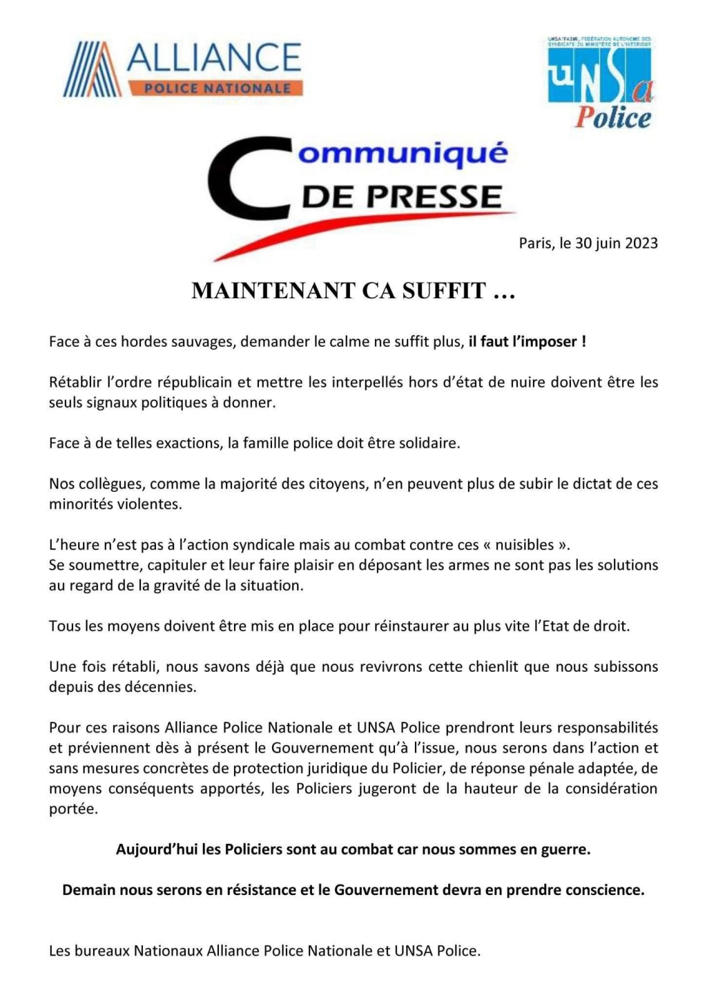 ALLIANCE
POLICE NATIONALE
UNSA/FASMI, FÉDÉRATION AUTONOME DES
SYNDICATS DU MINISTÈRE DE L'INTÉRIEUR
UNSa
Police
Communiqué
DE PRESSE
Paris, le 30 juin 2023
MAINTENANT CA SUFFIT …
Face à ces hordes sauvages, demander le calme ne suffit plus, il faut l’imposer !
Rétablir l’ordre républicain et mettre les interpellés hors d’état de nuire doivent être les
seuls signaux politiques à donner.
Face à de telles exactions, la famille police doit être solidaire.
Nos collègues, comme la majorité des citoyens, n’en peuvent plus de subir le dictat de ces
minorités violentes.
L’heure n’est pas à l’action syndicale mais au combat contre ces « nuisibles ».
Se soumettre, capituler et leur faire plaisir en déposant les armes ne sont pas les solutions
au regard de la gravité de la situation.
Tous les moyens doivent être mis en place pour réinstaurer au plus vite l’Etat de droit.
Une fois rétabli, nous savons déjà que nous revivrons cette chienlit que nous subissons
depuis des décennies.
Pour ces raisons Alliance Police Nationale et UNSA Police prendront leurs responsabilités
et préviennent dès à présent le Gouvernement qu’à l’issue, nous serons dans l’action et
sans mesures concrètes de protection juridique du Policier, de réponse pénale adaptée, de
moyens conséquents apportés, les Policiers jugeront de la hauteur de la considération
portée.
Aujourd’hui les Policiers sont au combat car nous sommes en guerre.
Demain nous serons en résistance et le Gouvernement devra en prendre conscience.
Les bureaux Nationaux Alliance Police Nationale et UNSA Police.